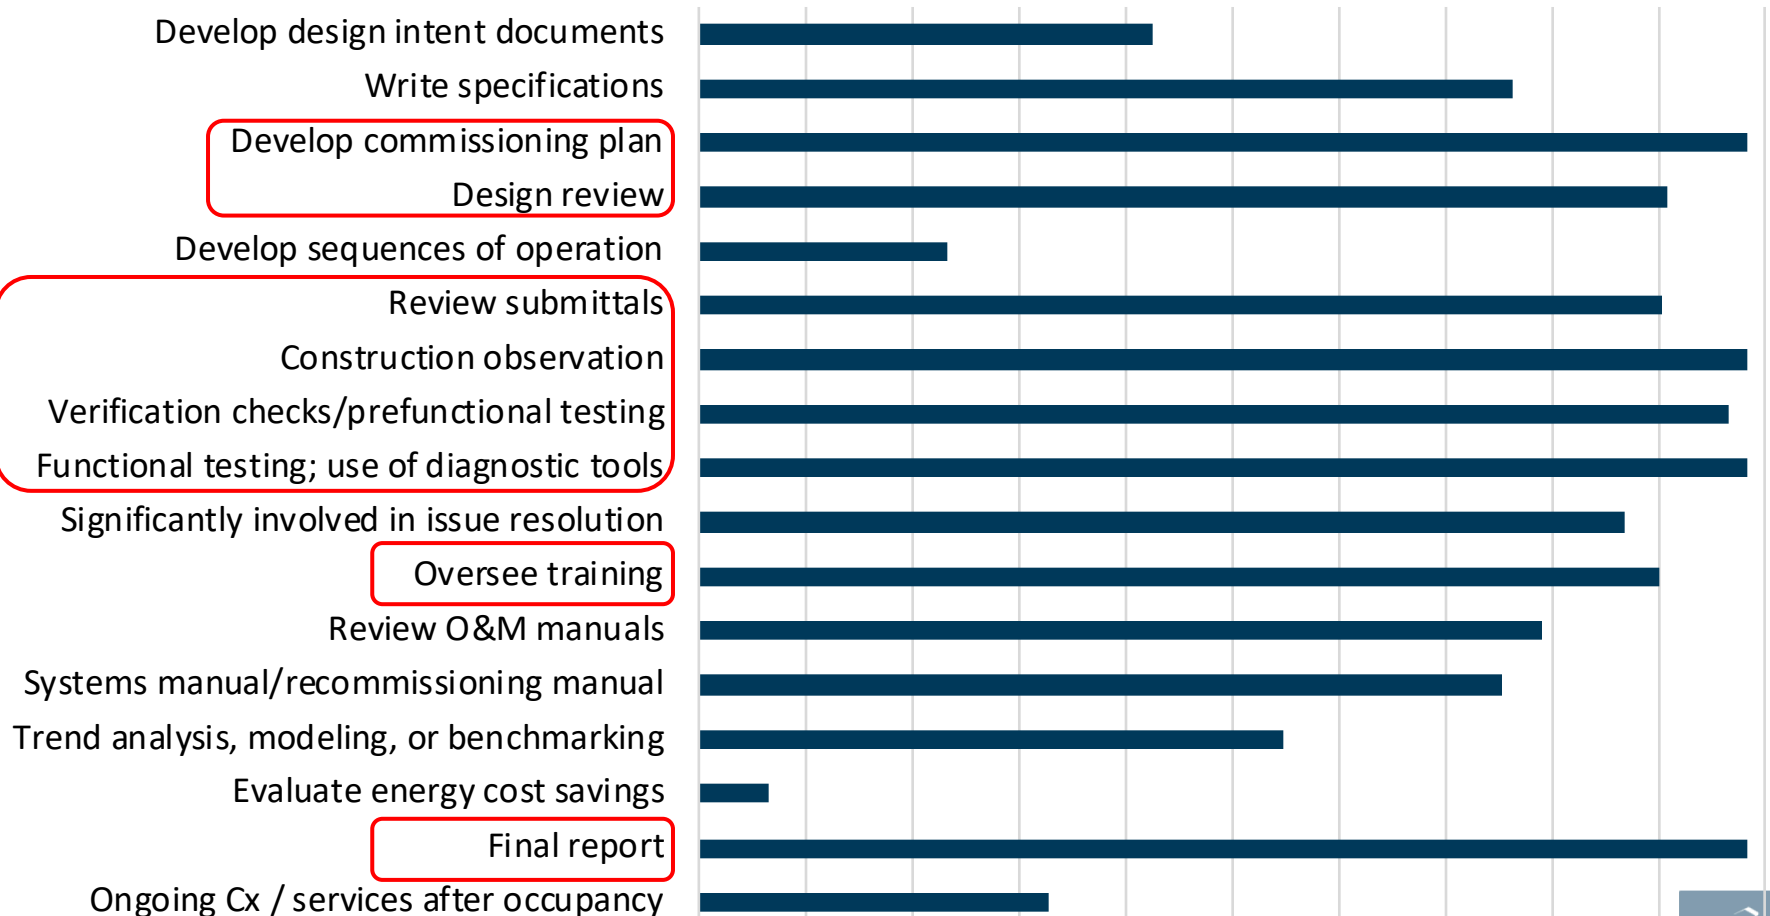 Develop design intent documents
Write specifications
Develop commissioning plan
Design review
Develop sequences of operation
Review submittals
Construction observation
Verification checks/prefunctional testing
Functional testing; use of diagnostic tools
Significantly involved in issue resolution
Oversee training
Review O&M manuals
Systems manual/recommissioning manual
Trend analysis, modeling, or benchmarking
Evaluate energy cost savings
Final report
Ongoing Cx / services after occupancy